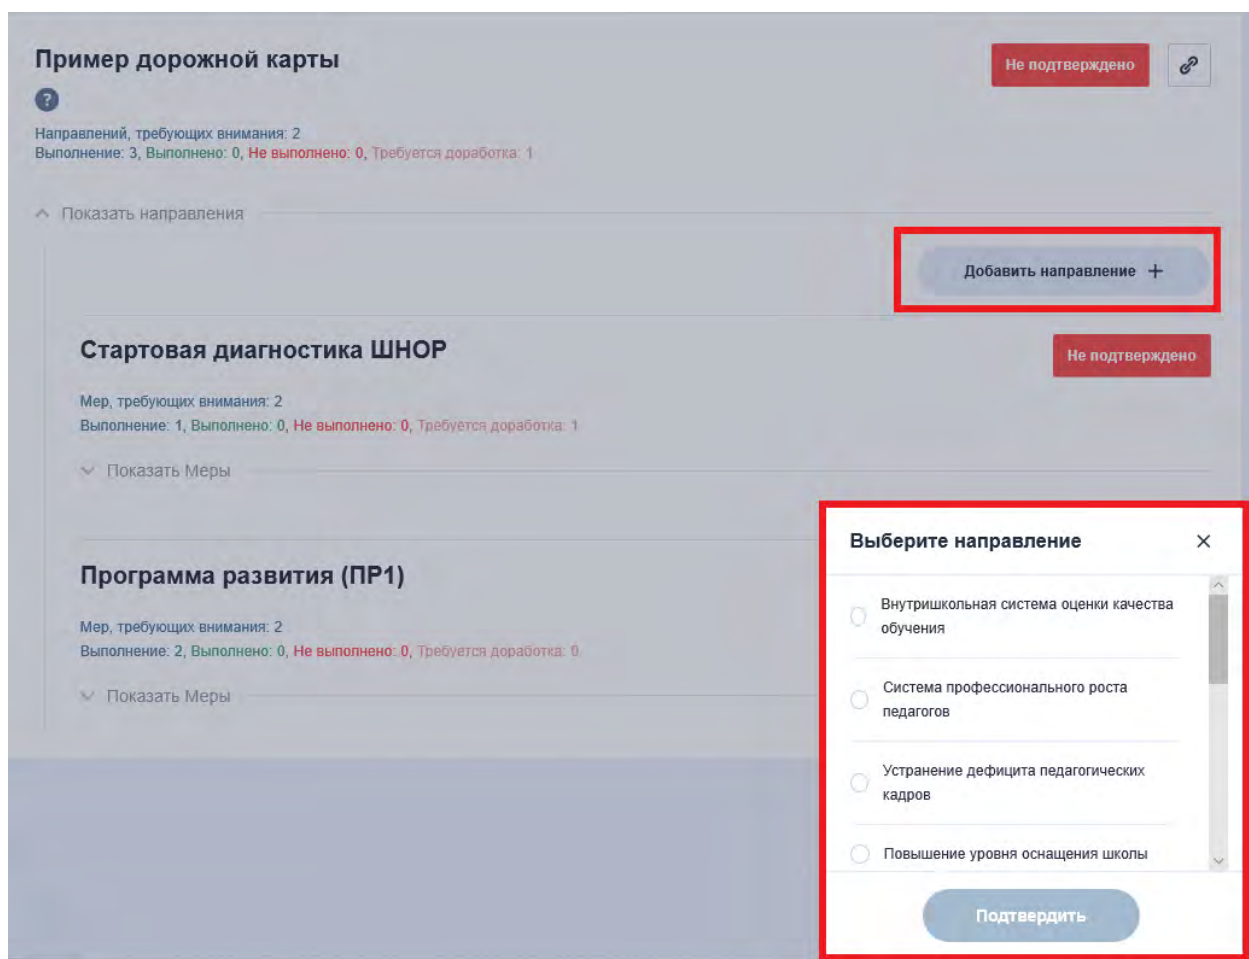 Пример дорожной карты
Не подтверждено
?
Направлений, требующих внимания: 2
Выполнение: 3, Выполнено: 0, Не выполнено: 0, Требуется доработка: 1
Показать направления
Добавить направление +
Стартовая диагностика ШНОР
Не подтверждено
Мер, требующих внимания: 2
Выполнение: 1, Выполнено: 0, Не выполнено: 0, Требуется доработка: 1
Показать Меры
Программа развития (ПР1)
Мер, требующих внимания: 2
Выполнение: 2, Выполнено: 0, Не выполнено: 0, Требуется доработка: 0
Показать Меры
Выберите направление
Внутришкольная система оценки качества
обучения
Система профессионального роста
педагогов
Устранение дефицита педагогических
кадров
Повышение уровня оснащения школы
Подтвердить